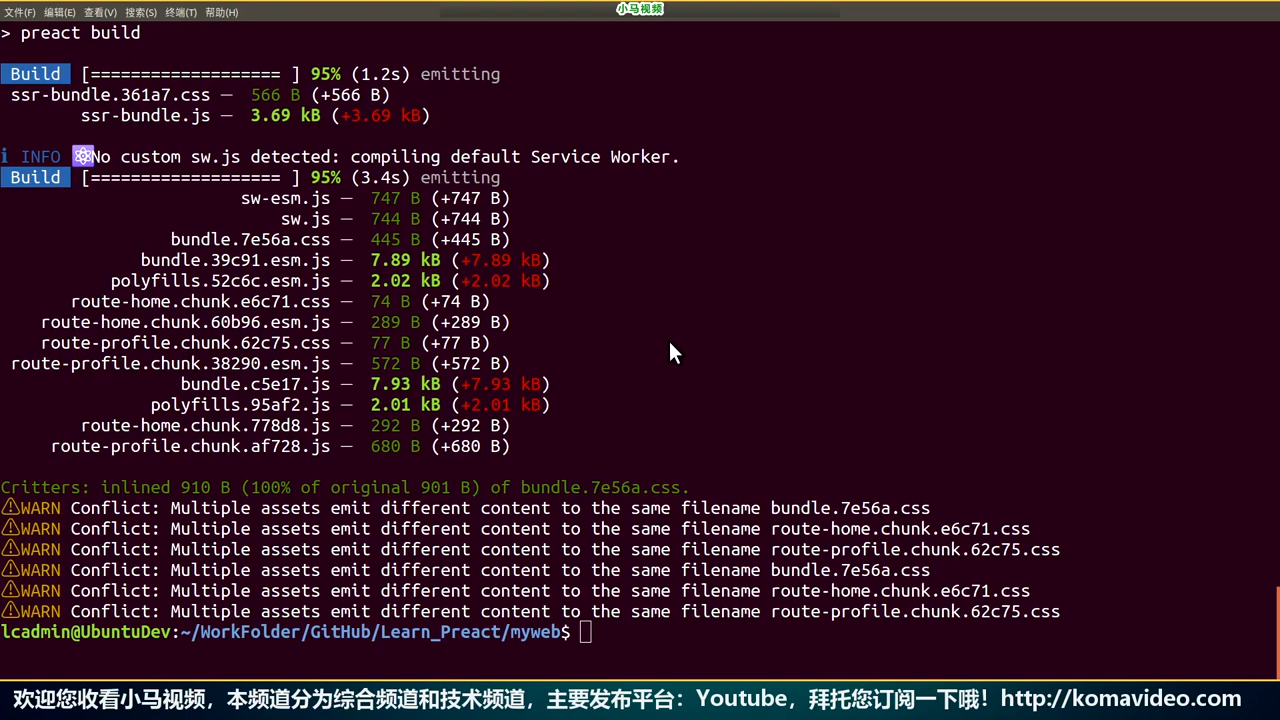 小马视频
文件(F) 编辑(E) 查看(V) 搜索(S) 终端(T) 帮助(H)
> preact build
Build [=================== ] 95% (1.2s) emitting
ssr-bundle.361a7.css — 566 B (+566 B)
ssr-bundle.js — 3.69 kB (+3.69 kB)
ℹ INFO ⚛No custom sw.js detected: compiling default Service Worker.
Build [=================== ] 95% (3.4s) emitting
sw-esm.js — 747 B (+747 B)
sw.js — 744 B (+744 B)
bundle.7e56a.css — 445 B (+445 B)
bundle.39c91.esm.js — 7.89 kB (+7.89 kB)
polyfills.52c6c.esm.js — 2.02 kB (+2.02 kB)
route-home.chunk.e6c71.css — 74 B (+74 B)
route-home.chunk.60b96.esm.js — 289 B (+289 B)
route-profile.chunk.62c75.css — 77 B (+77 B)
route-profile.chunk.38290.esm.js — 572 B (+572 B)
bundle.c5e17.js — 7.93 kB (+7.93 kB)
polyfills.95af2.js — 2.01 kB (+2.01 kB)
route-home.chunk.778d8.js — 292 B (+292 B)
route-profile.chunk.af728.js — 680 B (+680 B)
Critters: inlined 910 B (100% of original 901 B) of bundle.7e56a.css.
⚠WARN Conflict: Multiple assets emit different content to the same filename bundle.7e56a.css
⚠WARN Conflict: Multiple assets emit different content to the same filename route-home.chunk.e6c71.css
⚠WARN Conflict: Multiple assets emit different content to the same filename route-profile.chunk.62c75.css
⚠WARN Conflict: Multiple assets emit different content to the same filename bundle.7e56a.css
⚠WARN Conflict: Multiple assets emit different content to the same filename route-home.chunk.e6c71.css
⚠WARN Conflict: Multiple assets emit different content to the same filename route-profile.chunk.62c75.css
lcadmin@UbuntuDev:~/WorkFolder/GitHub/Learn_Preact/myweb$
欢迎您收看小马视频，本频道分为综合频道和技术频道，主要发布平台：Youtube，拜托您订阅一下哦！http://komavideo.com